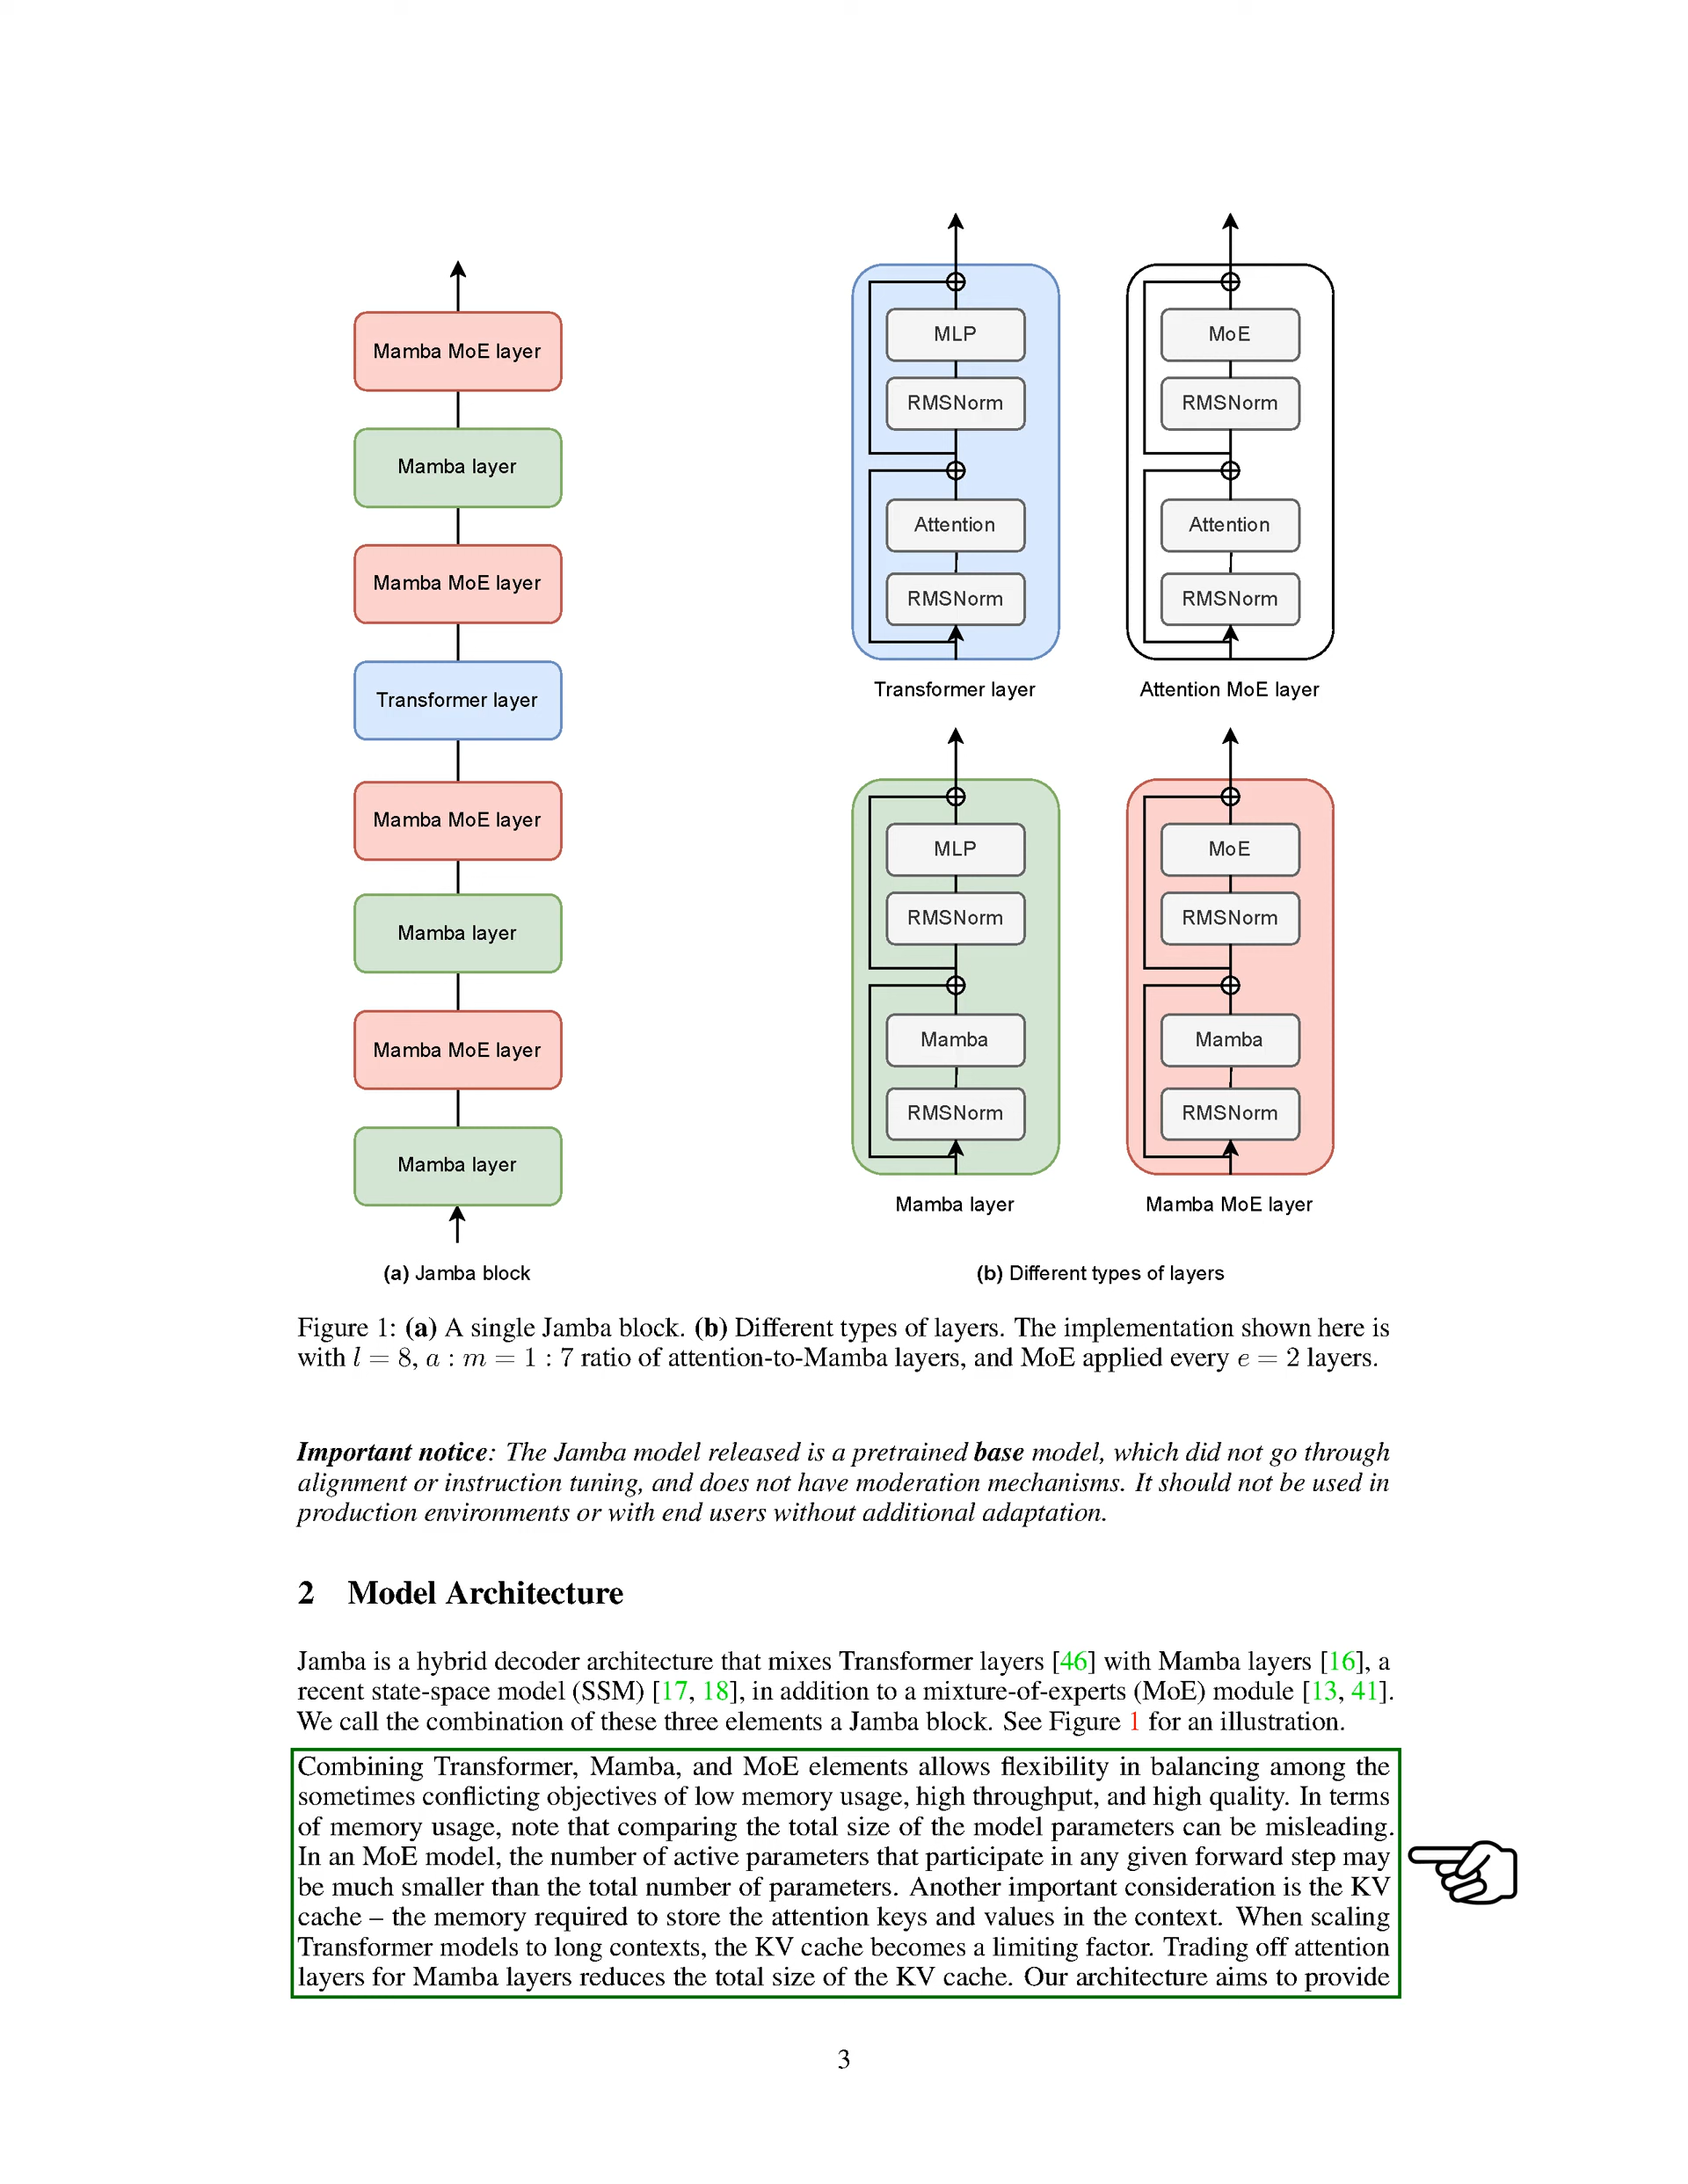 Mamba MoE layer
Mamba layer
Mamba MoE layer
Transformer layer
Mamba MoE layer
Mamba layer
Mamba MoE layer
Mamba layer
(a) Jamba block
MLP
RMSNorm
Attention
RMSNorm
Transformer layer
MoE
RMSNorm
Attention
RMSNorm
Attention MoE layer
MLP
RMSNorm
Mamba
RMSNorm
Mamba layer
MoE
RMSNorm
Mamba
RMSNorm
Mamba MoE layer
(b) Different types of layers
Figure 1: (a) A single Jamba block. (b) Different types of layers. The implementation shown here is
with l = 8, a : m = 1 : 7 ratio of attention-to-Mamba layers, and MoE applied every e = 2 layers.
Important notice: The Jamba model released is a pretrained base model, which did not go through
alignment or instruction tuning, and does not have moderation mechanisms. It should not be used in
production environments or with end users without additional adaptation.
2 Model Architecture
Jamba is a hybrid decoder architecture that mixes Transformer layers [46] with Mamba layers [16], a
recent state-space model (SSM) [17, 18], in addition to a mixture-of-experts (MoE) module [13, 41].
We call the combination of these three elements a Jamba block. See Figure 1 for an illustration.
Combining Transformer, Mamba, and MoE elements allows flexibility in balancing among the
sometimes conflicting objectives of low memory usage, high throughput, and high quality. In terms
of memory usage, note that comparing the total size of the model parameters can be misleading.
In an MoE model, the number of active parameters that participate in any given forward step may
be much smaller than the total number of parameters. Another important consideration is the KV
cache – the memory required to store the attention keys and values in the context. When scaling
Transformer models to long contexts, the KV cache becomes a limiting factor. Trading off attention
layers for Mamba layers reduces the total size of the KV cache. Our architecture aims to provide
3